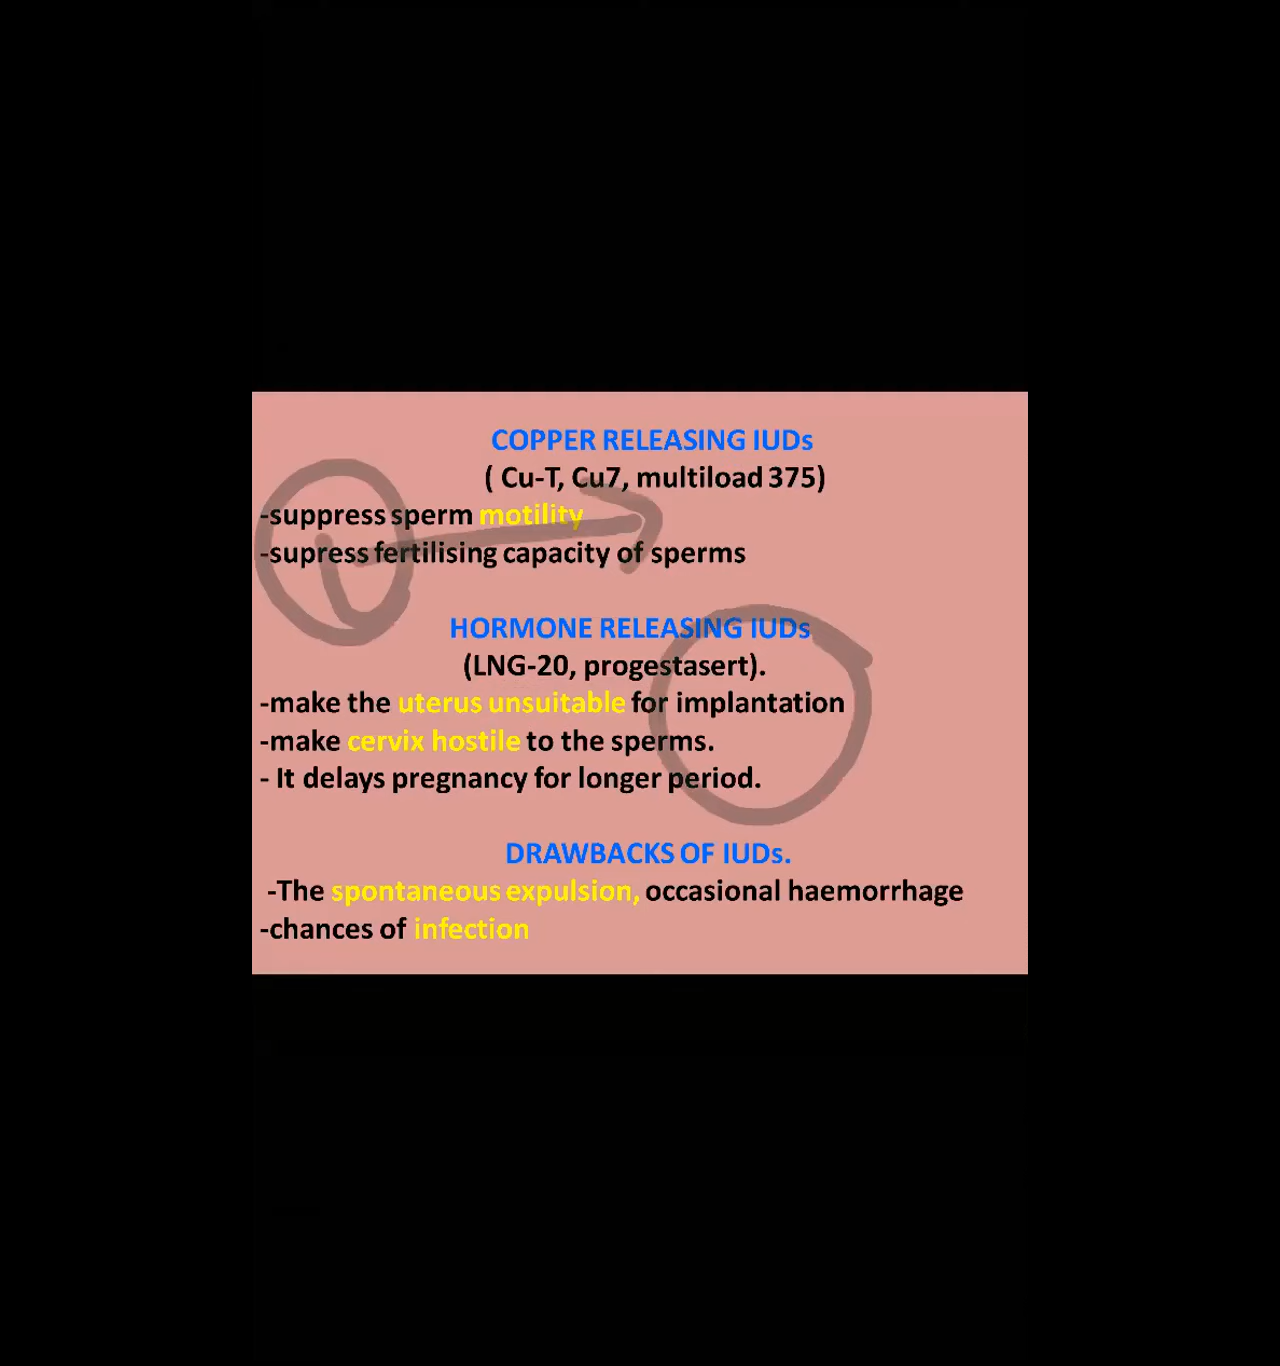 COPPER RELEASING IUDs
( Cu-T, Cu7, multiload 375)
-suppress sperm motility
-supress fertilising capacity of sperms
HORMONE RELEASING IUDs
(LNG-20, progestasert).
-make the uterus unsuitable for implantation
-make cervix hostile to the sperms.
- It delays pregnancy for longer period.
DRAWBACKS OF IUDs.
-The spontaneous expulsion, occasional haemorrhage
-chances of infection